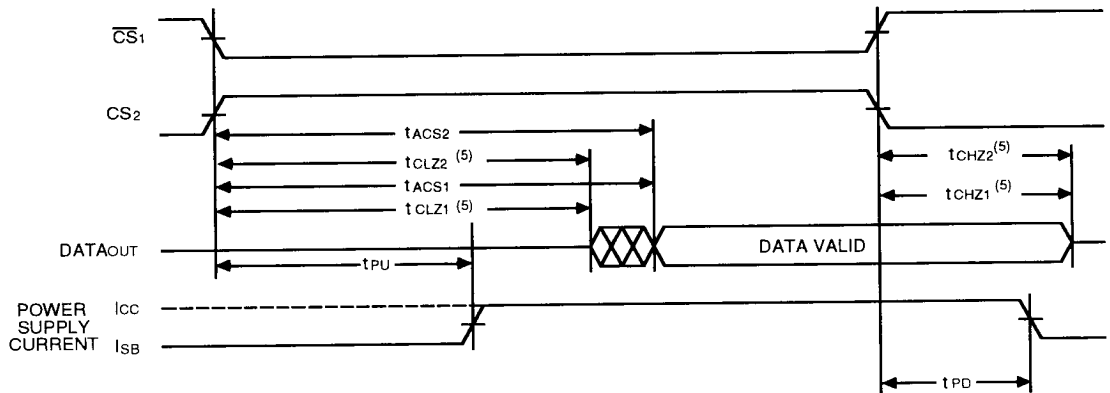 CS1
CS2
tACS2
tCLZ2 (5)
tACS1
tCLZ1 (5)
tCHZ2(5)
tCHZ1(5)
DATAOUT
DATA VALID
tPU
POWER SUPPLY CURRENT
ICC
ISB
tPD